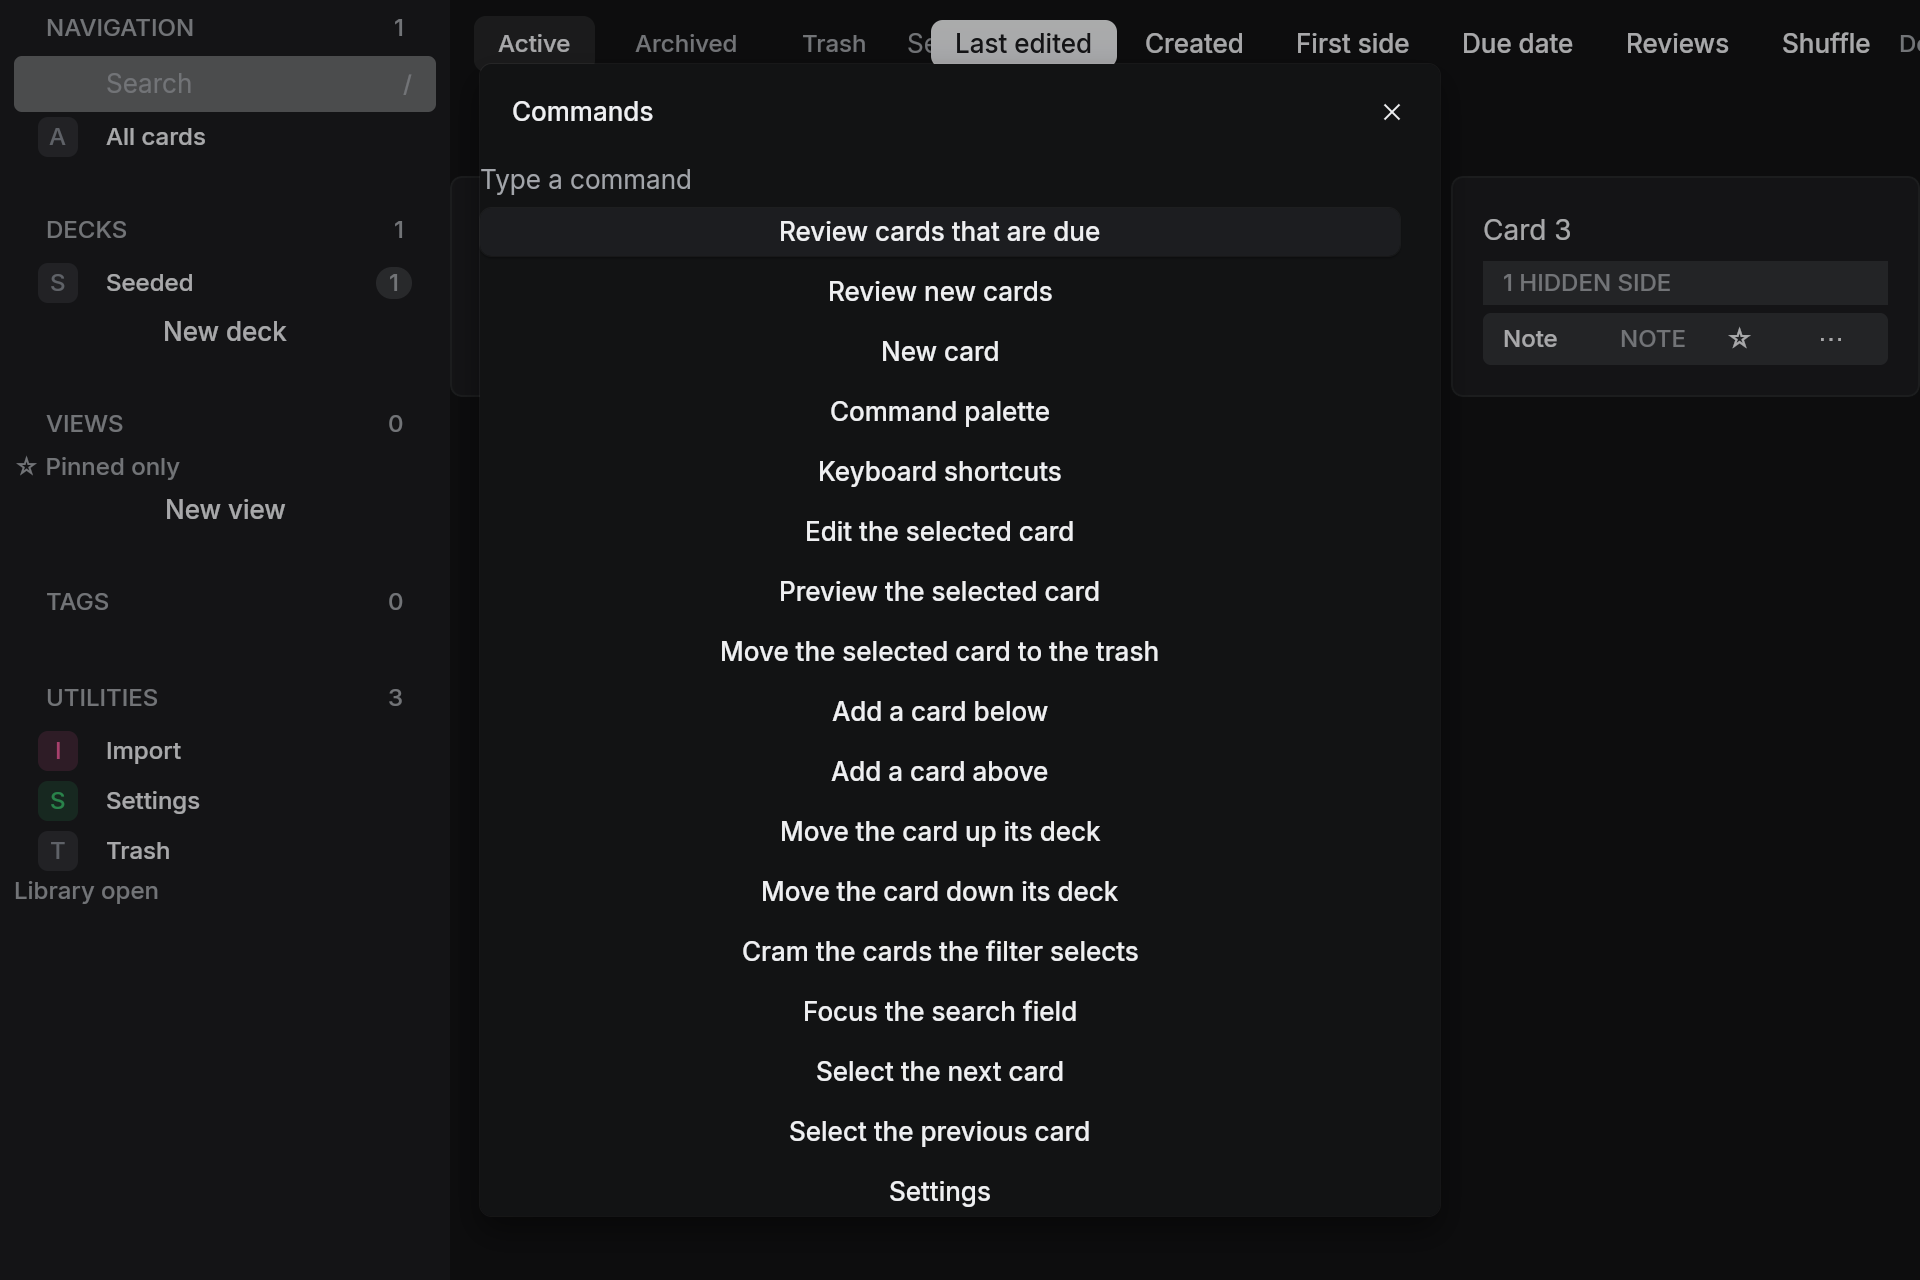 NAVIGATION 1
Search /
A All cards
DECKS 1
S Seeded 1
New deck
VIEWS 0
☆ Pinned only
New view
TAGS 0
UTILITIES 3
I Import
S Settings
T Trash
Library open
Active Archived Trash Last edited Created First side Due date Reviews Shuffle
Commands
Type a command
Review cards that are due
Review new cards
New card
Command palette
Keyboard shortcuts
Edit the selected card
Preview the selected card
Move the selected card to the trash
Add a card below
Add a card above
Move the card up its deck
Move the card down its deck
Cram the cards the filter selects
Focus the search field
Select the next card
Select the previous card
Settings
Card 3
1 HIDDEN SIDE
Note NOTE ☆ ...